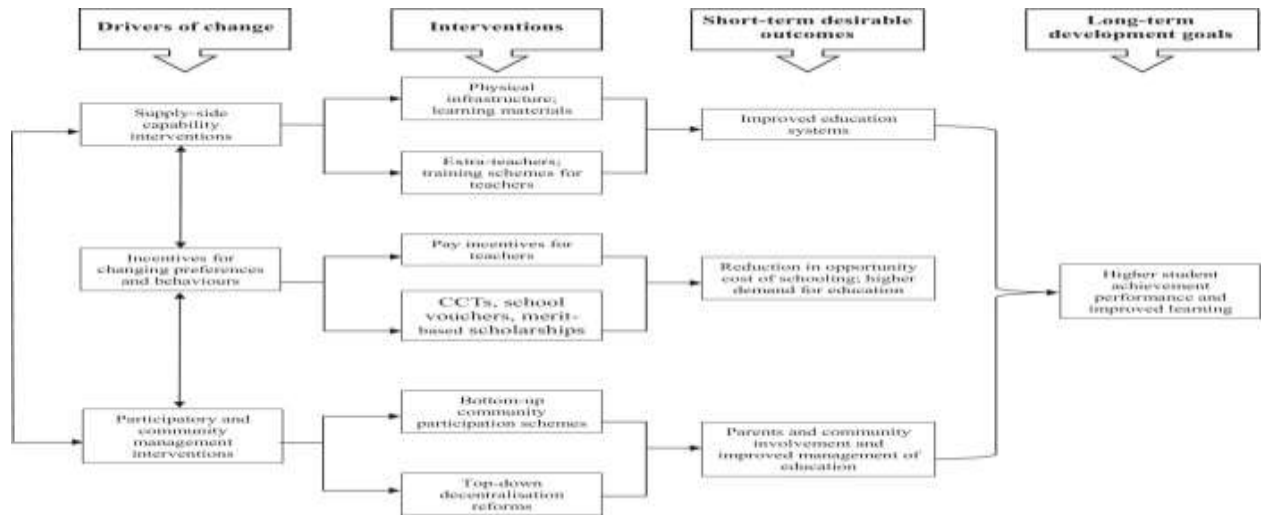 Drivers of change
Interventions
Short-term desirable
outcomes
Long-term
development goals
Supply-side
capability
interventions
Physical
infrastructure;
learning materials
Extra-teachers;
training schemes for
teachers
Improved education
systems
Incentives for
changing preferences
and behaviours
Pay incentives for
teachers
CCTs, school
vouchers, merit-
based scholarships
Reduction in opportunity
cost of schooling; higher
demand for education
Higher student
achievement
performance and
improved learning
Participatory and
community
management
interventions
Bottom-up
community
participation schemes
Top-down
decentralisation
reforms
Parents and community
involvement and
improved management of
education